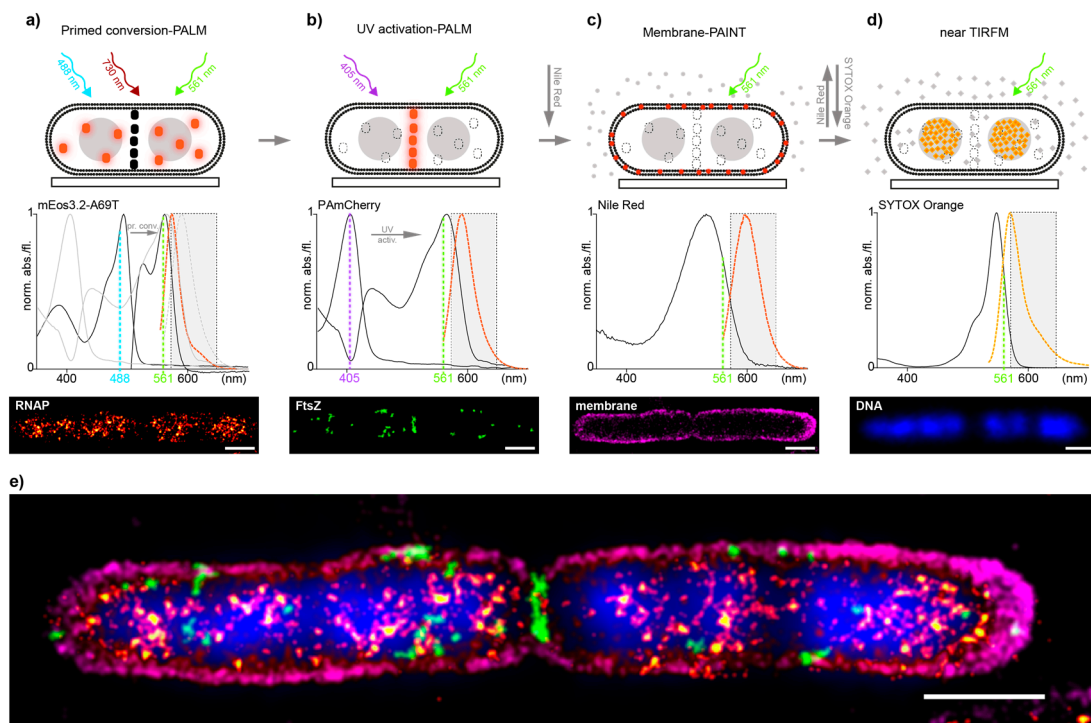 a)
Primed conversion-PALM
488 nm
730 nm
561 nm
mEos3.2-A69T
pr. conv.
norm. abs./fl.
1
0
400
488
561
600
(nm)
RNAP
b)
UV activation-PALM
405 nm
561 nm
PAmCherry
UV
activ.
norm. abs./fl.
1
0
405
561
600
(nm)
FtsZ
Nile Red
c)
Membrane-PAINT
561 nm
Nile Red
norm. abs./fl.
1
0
400
561
600
(nm)
membrane
Nile Red
SYTOX Orange
d)
near TIRFM
561 nm
SYTOX Orange
norm. abs./fl.
1
0
400
561
600
(nm)
DNA
e)